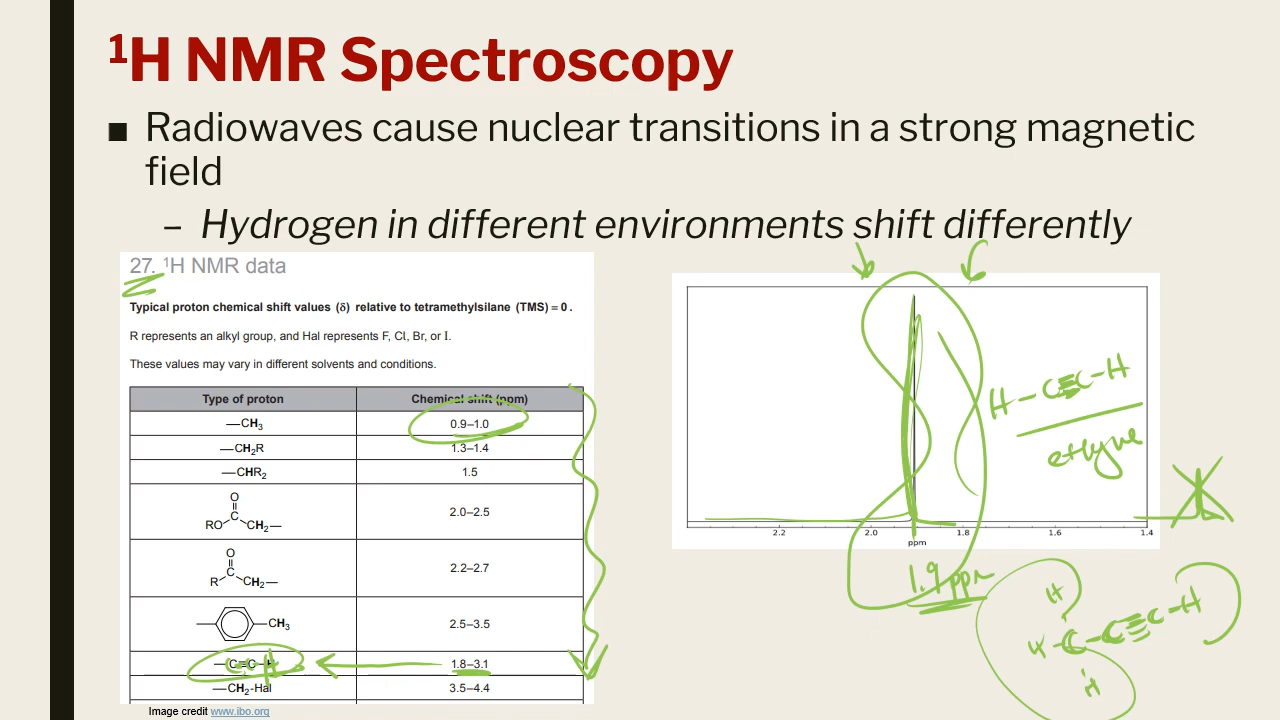 ¹H NMR Spectroscopy
■ Radiowaves cause nuclear transitions in a strong magnetic
field
– Hydrogen in different environments shift differently
27. ¹H NMR data
Typical proton chemical shift values (δ) relative to tetramethylsilane (TMS) = 0.
R represents an alkyl group, and Hal represents F, Cl, Br, or I.
These values may vary in different solvents and conditions.
Type of proton Chemical shift (ppm)
—CH₃ 0.9–1.0
—CH₂R 1.3–1.4
—CHR₂ 1.5
O
RO C CH₂— 2.0–2.5
O
R C CH₂— 2.2–2.7
—CH₃ 2.5–3.5
—C≡C—H 1.8–3.1
—CH₂-Hal 3.5–4.4
Image credit www.ibo.org
2.2 2.0 1.8 1.6 1.4
ppm
H–C≡C–H
ethyne
1.9 ppm
H
H–C–C≡C–H
H